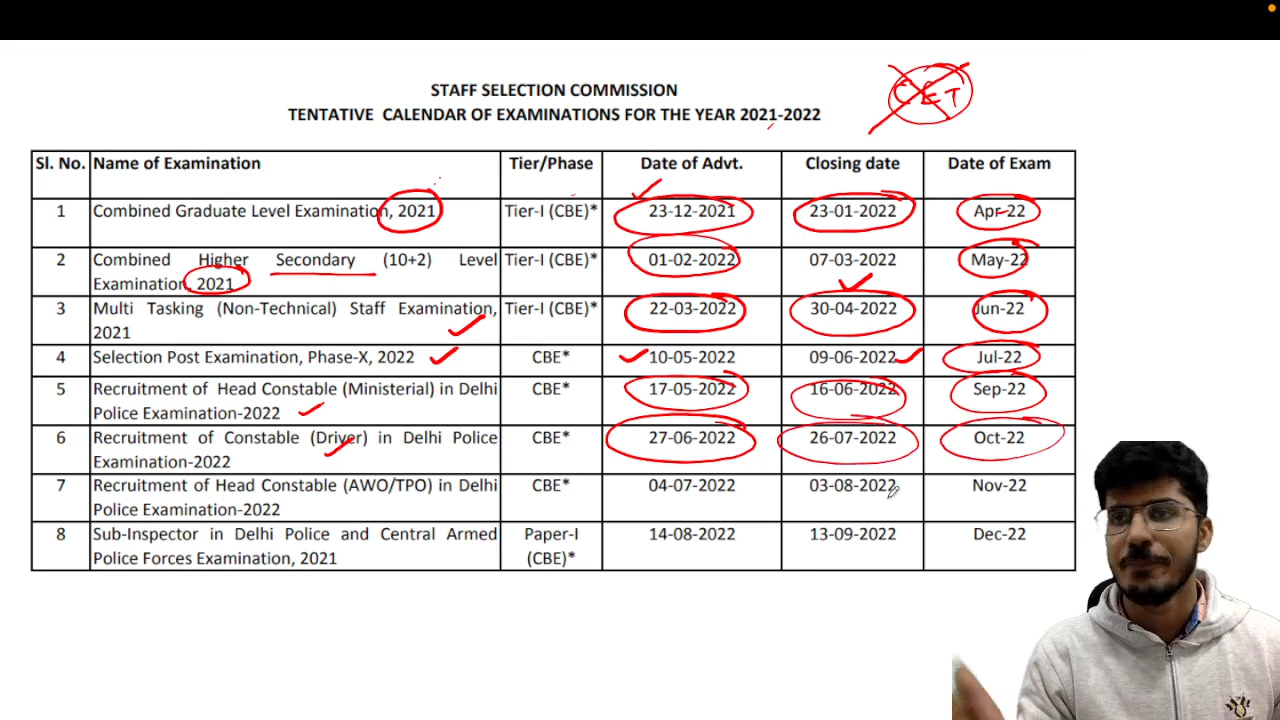 CET
STAFF SELECTION COMMISSION
TENTATIVE CALENDAR OF EXAMINATIONS FOR THE YEAR 2021-2022
Sl. No. Name of Examination Tier/Phase Date of Advt. Closing date Date of Exam
1 Combined Graduate Level Examination, 2021 Tier-I (CBE)* 23-12-2021 23-01-2022 Apr-22
2 Combined Higher Secondary (10+2) Level Tier-I (CBE)* 01-02-2022 07-03-2022 May-22
Examination, 2021
3 Multi Tasking (Non-Technical) Staff Examination, Tier-I (CBE)* 22-03-2022 30-04-2022 Jun-22
2021
4 Selection Post Examination, Phase-X, 2022 CBE* 10-05-2022 09-06-2022 Jul-22
5 Recruitment of Head Constable (Ministerial) in Delhi CBE* 17-05-2022 16-06-2022 Sep-22
Police Examination-2022
6 Recruitment of Constable (Driver) in Delhi Police CBE* 27-06-2022 26-07-2022 Oct-22
Examination-2022
7 Recruitment of Head Constable (AWO/TPO) in Delhi CBE* 04-07-2022 03-08-2022 Nov-22
Police Examination-2022
8 Sub-Inspector in Delhi Police and Central Armed Paper-I 14-08-2022 13-09-2022 Dec-22
Police Forces Examination, 2021 (CBE)*